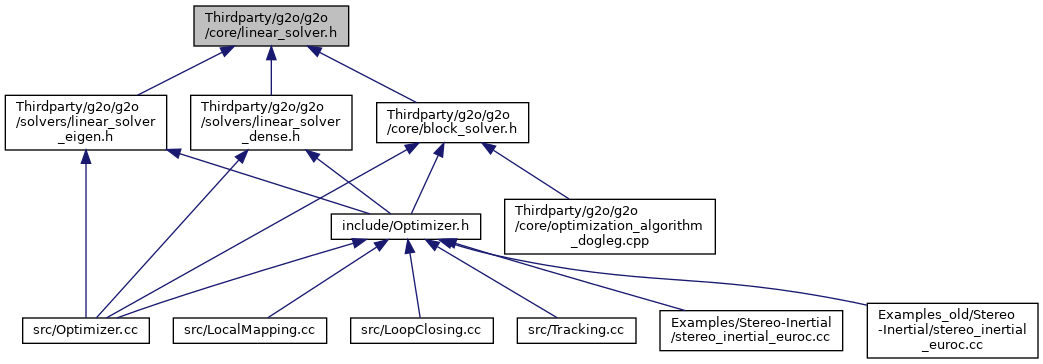 Thirdparty/g2o/g2o
/core/linear_solver.h
Thirdparty/g2o/g2o
/solvers/linear_solver
_eigen.h
Thirdparty/g2o/g2o
/solvers/linear_solver
_dense.h
Thirdparty/g2o/g2o
/core/block_solver.h
include/Optimizer.h
Thirdparty/g2o/g2o
/core/optimization_algorithm
_dogleg.cpp
src/Optimizer.cc
src/LocalMapping.cc
src/LoopClosing.cc
src/Tracking.cc
Examples/Stereo-Inertial
/stereo_inertial_euroc.cc
Examples_old/Stereo
-Inertial/stereo_inertial
_euroc.cc